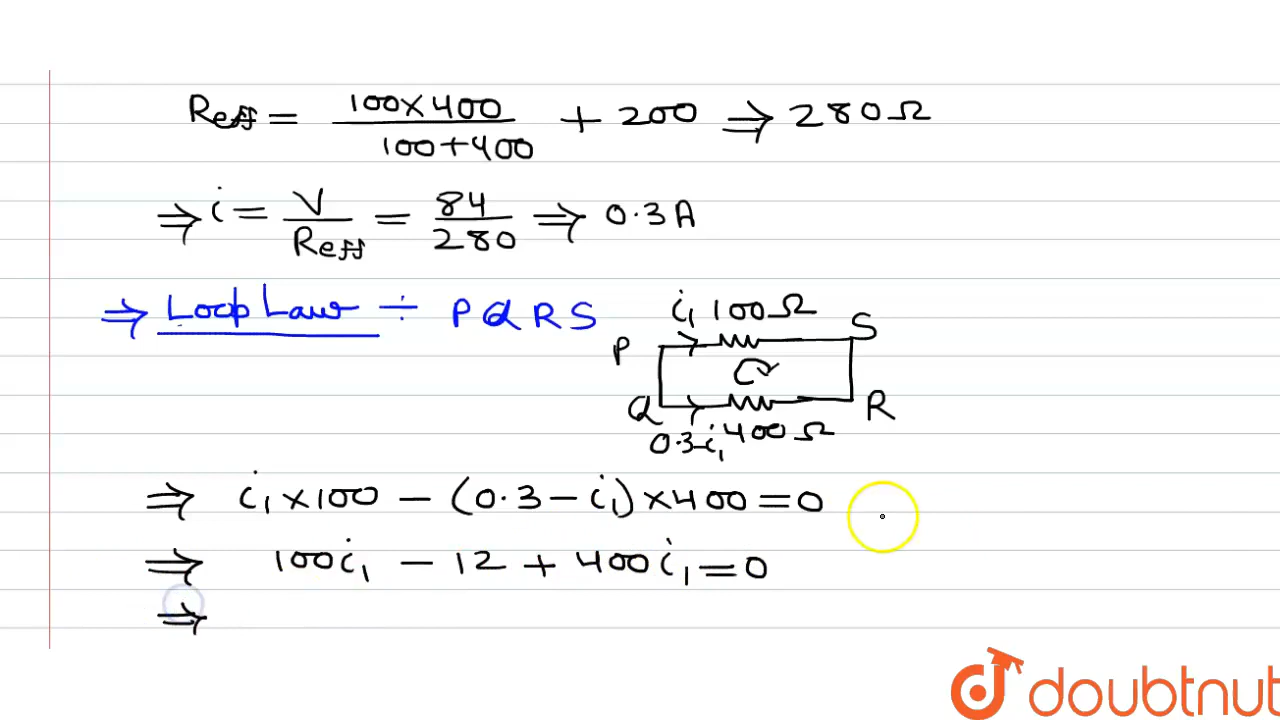 Reff = 100×400 / 100+400 + 200 ⇒ 280Ω
⇒ i = V / Reff = 84 / 280 ⇒ 0.3A
⇒ Loop Law ÷ PQRS
i₁ 100Ω
P S
Q R
0.3-i₁ 400Ω
⇒ i₁×100 - (0.3-i₁)×400=0
⇒ 100i₁ - 12 + 400i₁=0
⇒
doubtnut